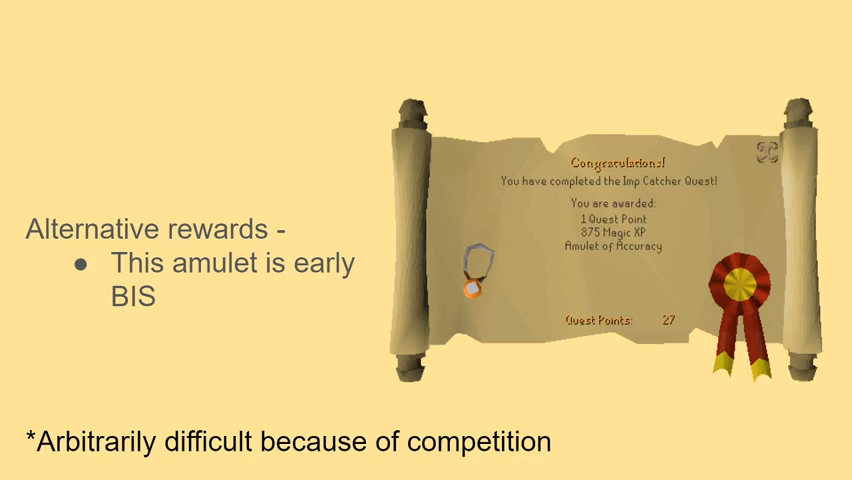 Congratulations!
You have completed the Imp Catcher Quest!
You are awarded:
1 Quest Point
875 Magic XP
Amulet of Accuracy
Quest Points: 27
Alternative rewards -
● This amulet is early
BIS
*Arbitrarily difficult because of competition